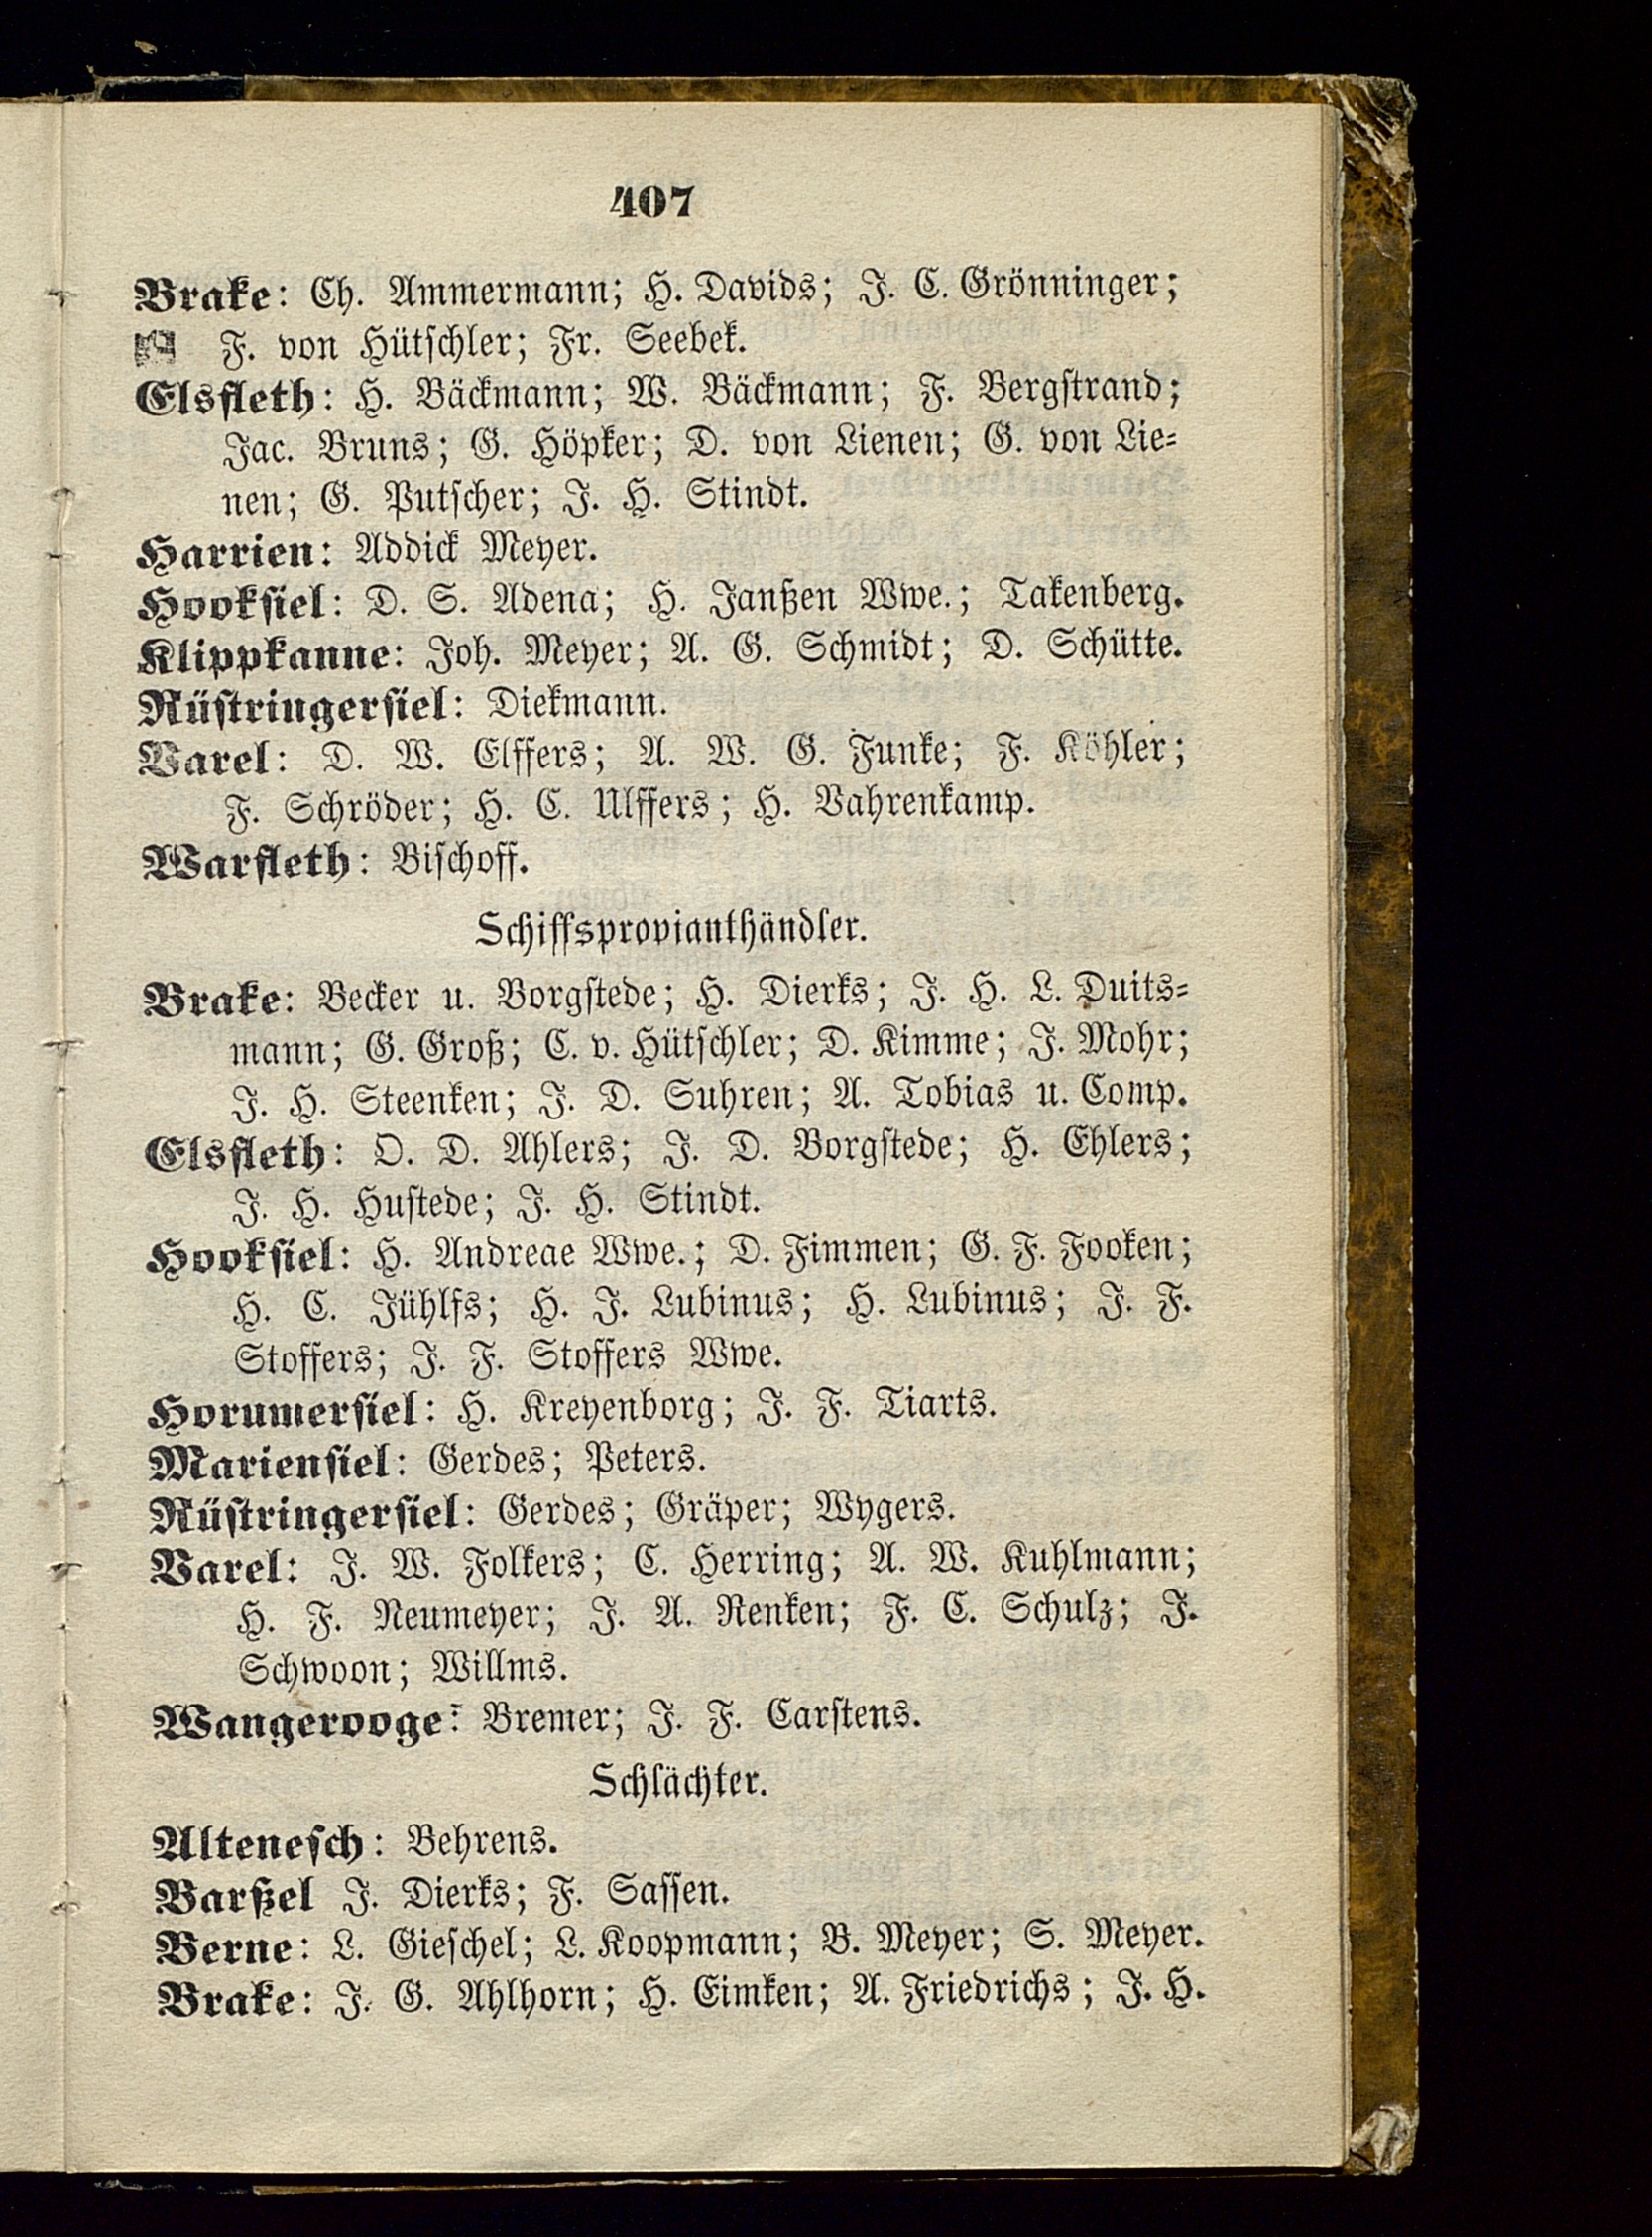 407
Brake: Ch. Ammermann; H. Davids; J. C. Grönninger;
F. von Hütschler; Fr. Seebek.
Elsfleth: H. Bäckmann; W. Bäckmann; F. Bergstrand;
Jac. Bruns; G. Höpker; D. von Lienen; G. von Lie-
nen; G. Putscher; J. H. Stindt.
Harrien: Addick Meyer.
Hooksiel: D. S. Adena; H. Janßen Wwe.; Takenberg.
Klippkanne: Joh. Meyer; A. G. Schmidt; D. Schütte.
Rüstringersiel: Diekmann.
Varel: D. W. Elffers; A. W. G. Funke; F. Köhler;
F. Schröder; H. C. Ulffers; H. Vahrenkamp.
Warfleth: Bischoff.
Schiffsprovianthändler.
Brake: Becker u. Borgstede; H. Dierks; J. H. L. Duits-
mann; G. Groß; C. v. Hütschler; D. Kimme; J. Mohr;
J. H. Steenken; J. D. Suhren; A. Tobias u. Comp.
Elsfleth: O. D. Ahlers; J. D. Borgstede; H. Ehlers;
J. H. Hustede; J. H. Stindt.
Hooksiel: H. Andreae Wwe.; D. Fimmen; G. F. Fooken;
H. C. Jühlfs; H. J. Lubinus; H. Lubinus; J. F.
Stoffers; J. F. Stoffers Wwe.
Horumersiel: H. Kreyenborg; J. F. Tiarts.
Mariensiel: Gerdes; Peters.
Rüstringersiel: Gerdes; Gräper; Wygers.
Varel: J. W. Folkers; C. Herring; A. W. Kuhlmann;
H. F. Neumeyer; J. A. Renken; F. C. Schulz; J.
Schwoon; Willms.
Wangerooge: Bremer; J. F. Carstens.
Schlächter.
Altenesch: Behrens.
Barßel J. Dierks; F. Sassen.
Berne: L. Gieschel; L. Koopmann; B. Meyer; S. Meyer.
Brake: J. G. Ahlhorn; H. Eimken; A. Friedrichs; J. H.